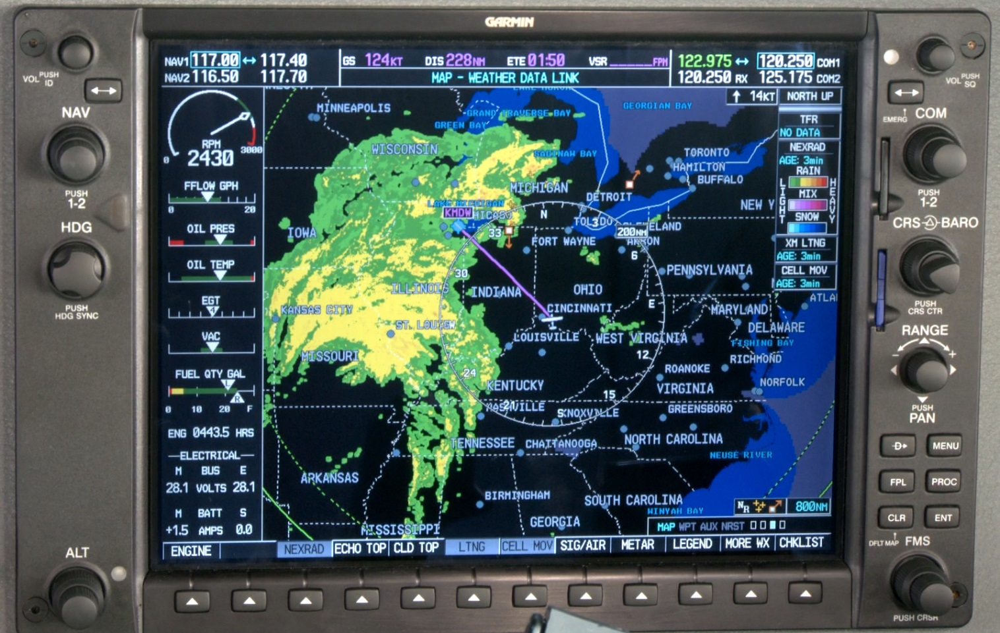 GARMIN
NAV1 117.00 ↔ 117.40
NAV2 116.50 117.70
GS 124KT DIS 228NM ETE 01:50 VSR _____FPM
MAP - WEATHER DATA LINK
122.975 ↔ 120.250 COM1
120.250 RX 125.175 COM2
VOL PUSH ID
NAV
PUSH
1-2
HDG
PUSH
HDG SYNC
ALT
RPM
2430
0 3000
FFLOW GPH
0 20
OIL PRES
OIL TEMP
EGT
4
VAC
FUEL QTY GAL
L
R
0 10 20 F
ENG 0443.5 HRS
ELECTRICAL
M BUS E
28.1 VOLTS 28.1
M BATT S
+1.5 AMPS 0.0
MINNEAPOLIS
GRAND TRAVERSE BAY
GREEN BAY
GEORGIAN BAY
WISCONSIN
SAGINAW BAY
TORONTO
HAMILTON
BUFFALO
MICHIGAN
DETROIT
LAKE MICHIGAN
NEW Y
KMDW
HICAGO
N
TOLEDO
3
ELAND
200NM
IOWA
33
FORT WAYNE
AKRON
6
30
PENNSYLVANIA
ILLINOIS
INDIANA
OHIO
E
ATLA
KANSAS CITY
CINCINNATI
MARYLAND
ST. LOUIS
W
DELAWARE
LOUISVILLE
WEST VIRGINIA
FISHING BAY
MISSOURI
12
RICHMOND
24
ROANOKE
KENTUCKY
VIRGINIA
NORFOLK
15
21
NASHVILLE
S
KNOXVILLE
GREENSBORO
TENNESSEE
CHATTANOOGA
NORTH CAROLINA
NEUSE RIVER
ARKANSAS
BIRMINGHAM
SOUTH CAROLINA
WINYAH BAY
GEORGIA
MISSISSIPPI
14KT
NORTH UP
TFR
NO DATA
NEXRAD
AGE: 3min
RAIN
LIGHT
HEAVY
MIX
SNOW
XM LTNG
AGE: 3min
CELL MOV
AGE: 3min
NR
800NM
MAP WPT AUX NRST
ENGINE NEXRAD ECHO TOP CLD TOP LTNG CELL MOV SIG/AIR METAR LEGEND MORE WX CHKLIST
VOL PUSH SQ
EMERG
COM
PUSH
1-2
CRS BARO
PUSH
CRS CTR
RANGE
- +
PUSH
PAN
D MENU
FPL PROC
CLR ENT
DFLT MAP
FMS
PUSH CRSR